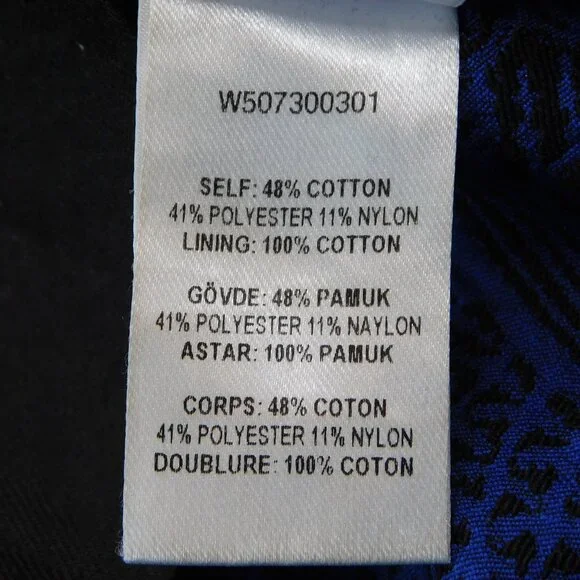 W507300301
SELF: 48% COTTON
41% POLYESTER 11% NYLON
LINING: 100% COTTON
GÖVDE: 48% PAMUK
41% POLYESTER 11% NAYLON
ASTAR: 100% PAMUK
CORPS: 48% COTON
41% POLYESTER 11% NYLON
DOUBLURE: 100% COTON